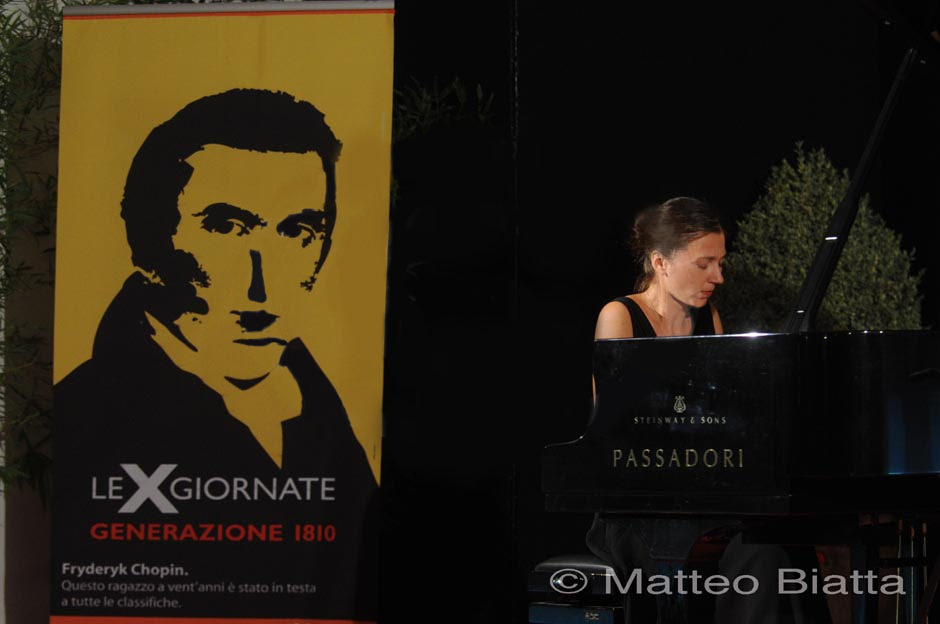 LE X GIORNATE
GENERAZIONE 1810
Fryderyk Chopin.
Questo ragazzo a vent'anni è stato in testa
a tutte le classifiche.
STEINWAY & SONS
PASSADORI
© Matteo Biatta